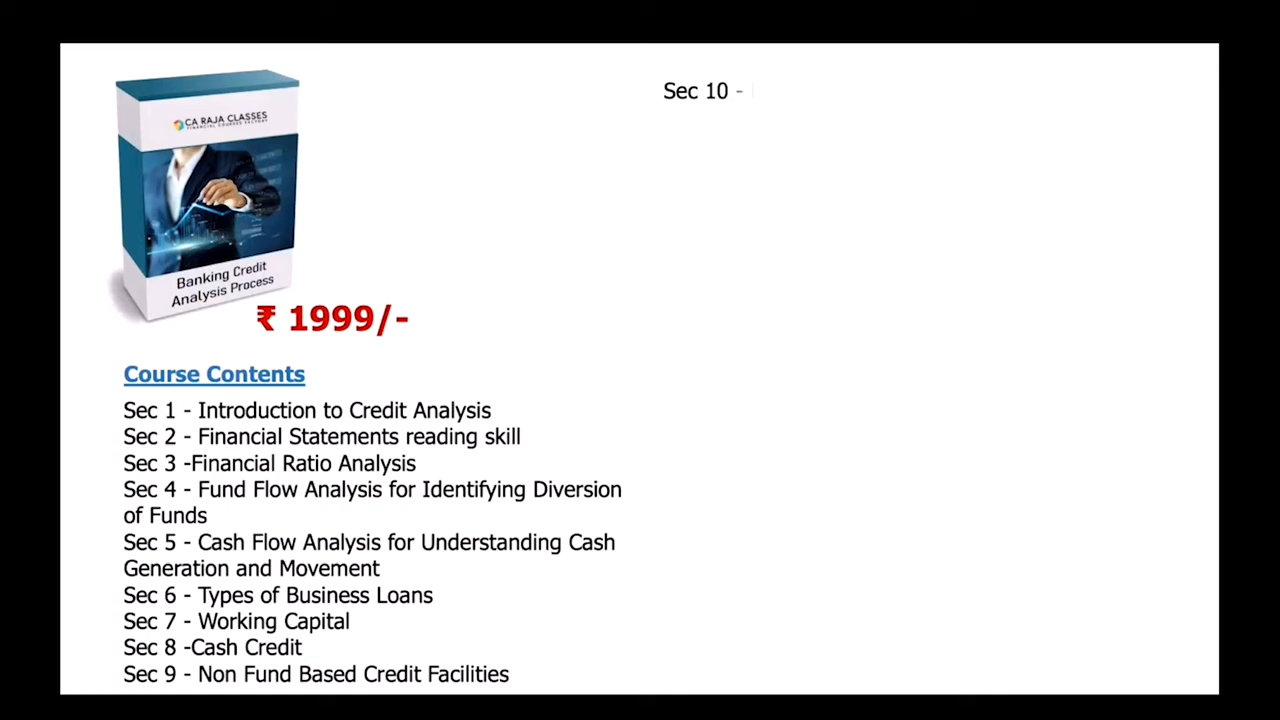 CA RAJA CLASSES
FINANCIAL COURSES FACTORY
Banking Credit
Analysis Process
₹ 1999/-
Course Contents
Sec 1 - Introduction to Credit Analysis
Sec 2 - Financial Statements reading skill
Sec 3 -Financial Ratio Analysis
Sec 4 - Fund Flow Analysis for Identifying Diversion
of Funds
Sec 5 - Cash Flow Analysis for Understanding Cash
Generation and Movement
Sec 6 - Types of Business Loans
Sec 7 - Working Capital
Sec 8 -Cash Credit
Sec 9 - Non Fund Based Credit Facilities
Sec 10 -